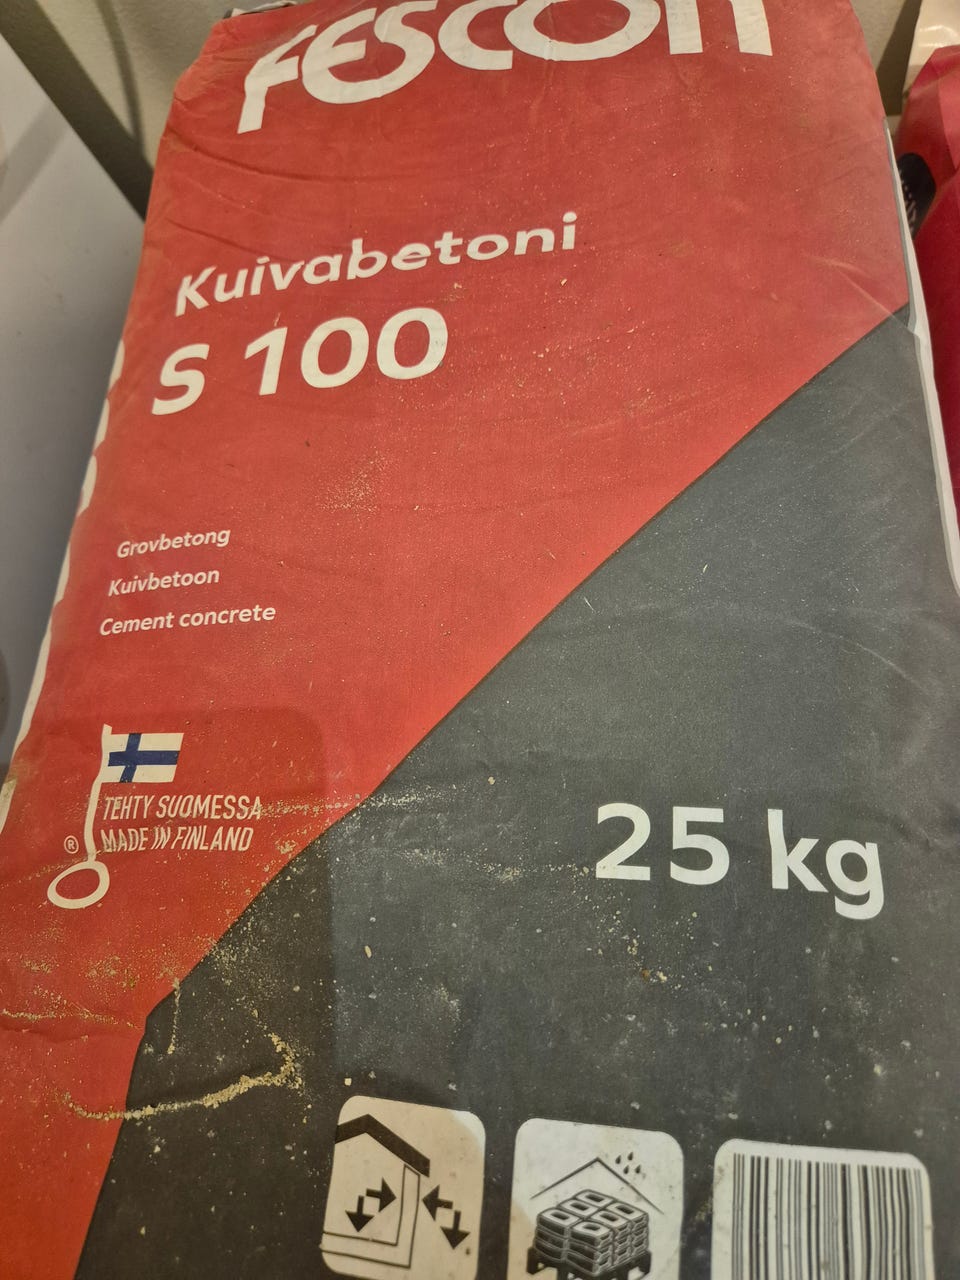 FESCON
Kuivabetoni
S 100
Grovbetong
Kuivbetoon
Cement concrete
TEHTY SUOMESSA
® MADE IN FINLAND
25 kg